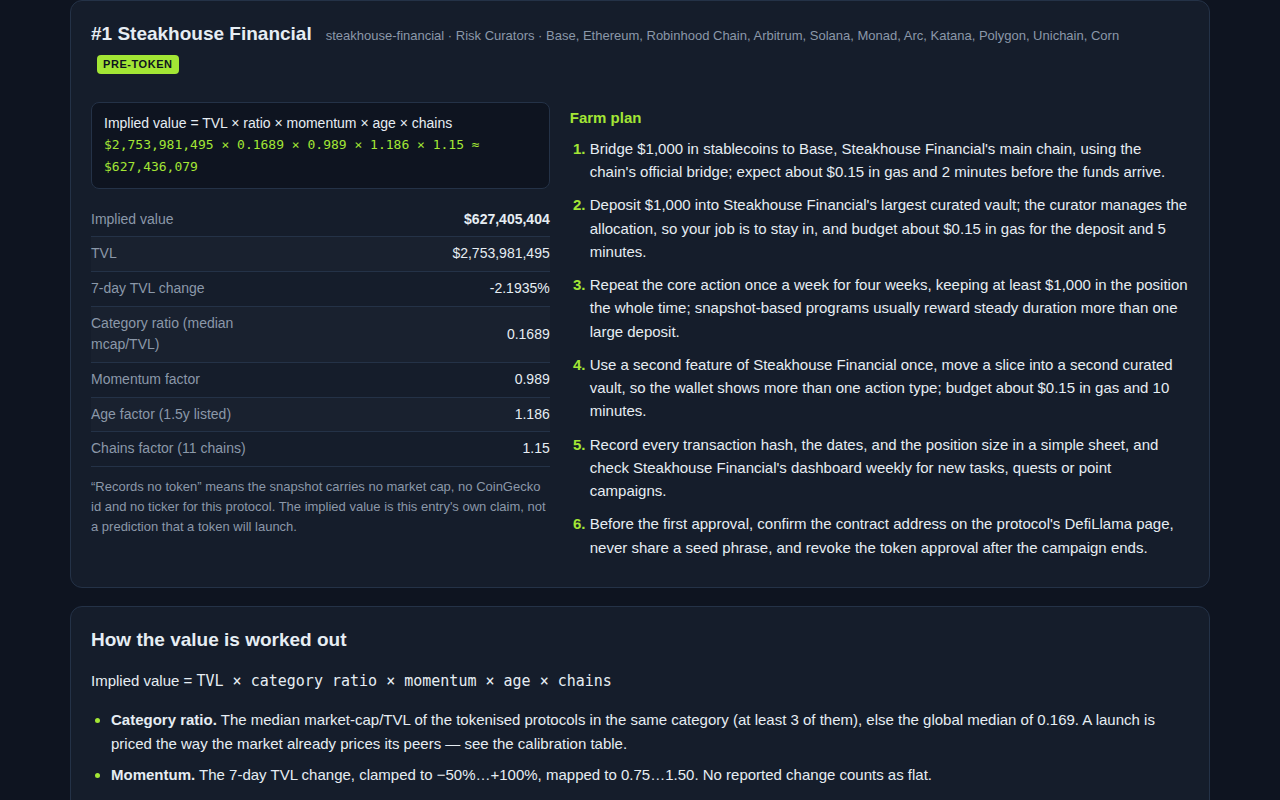 #1 Steakhouse Financial steakhouse-financial · Risk Curators · Base, Ethereum, Robinhood Chain, Arbitrum, Solana, Monad, Arc, Katana, Polygon, Unichain, Corn
PRE-TOKEN
Implied value = TVL × ratio × momentum × age × chains
$2,753,981,495 × 0.1689 × 0.989 × 1.186 × 1.15 ≈
$627,436,079
Implied value $627,405,404
TVL $2,753,981,495
7-day TVL change -2.1935%
Category ratio (median
mcap/TVL) 0.1689
Momentum factor 0.989
Age factor (1.5y listed) 1.186
Chains factor (11 chains) 1.15
“Records no token” means the snapshot carries no market cap, no CoinGecko
id and no ticker for this protocol. The implied value is this entry's own claim, not
a prediction that a token will launch.
Farm plan
1. Bridge $1,000 in stablecoins to Base, Steakhouse Financial's main chain, using the
chain's official bridge; expect about $0.15 in gas and 2 minutes before the funds arrive.
2. Deposit $1,000 into Steakhouse Financial's largest curated vault; the curator manages the
allocation, so your job is to stay in, and budget about $0.15 in gas for the deposit and 5
minutes.
3. Repeat the core action once a week for four weeks, keeping at least $1,000 in the position
the whole time; snapshot-based programs usually reward steady duration more than one
large deposit.
4. Use a second feature of Steakhouse Financial once, move a slice into a second curated
vault, so the wallet shows more than one action type; budget about $0.15 in gas and 10
minutes.
5. Record every transaction hash, the dates, and the position size in a simple sheet, and
check Steakhouse Financial's dashboard weekly for new tasks, quests or point
campaigns.
6. Before the first approval, confirm the contract address on the protocol's DefiLlama page,
never share a seed phrase, and revoke the token approval after the campaign ends.
How the value is worked out
Implied value = TVL × category ratio × momentum × age × chains
• Category ratio. The median market-cap/TVL of the tokenised protocols in the same category (at least 3 of them), else the global median of 0.169. A launch is
priced the way the market already prices its peers — see the calibration table.
• Momentum. The 7-day TVL change, clamped to −50%…+100%, mapped to 0.75…1.50. No reported change counts as flat.